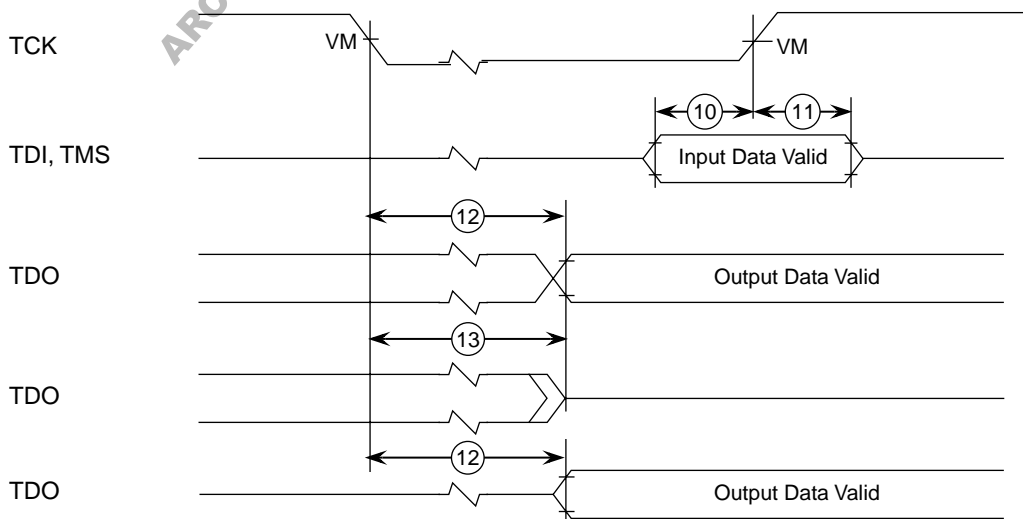 ARC
TCK
VM
VM
10
11
TDI, TMS
Input Data Valid
12
TDO
Output Data Valid
13
TDO
12
TDO
Output Data Valid